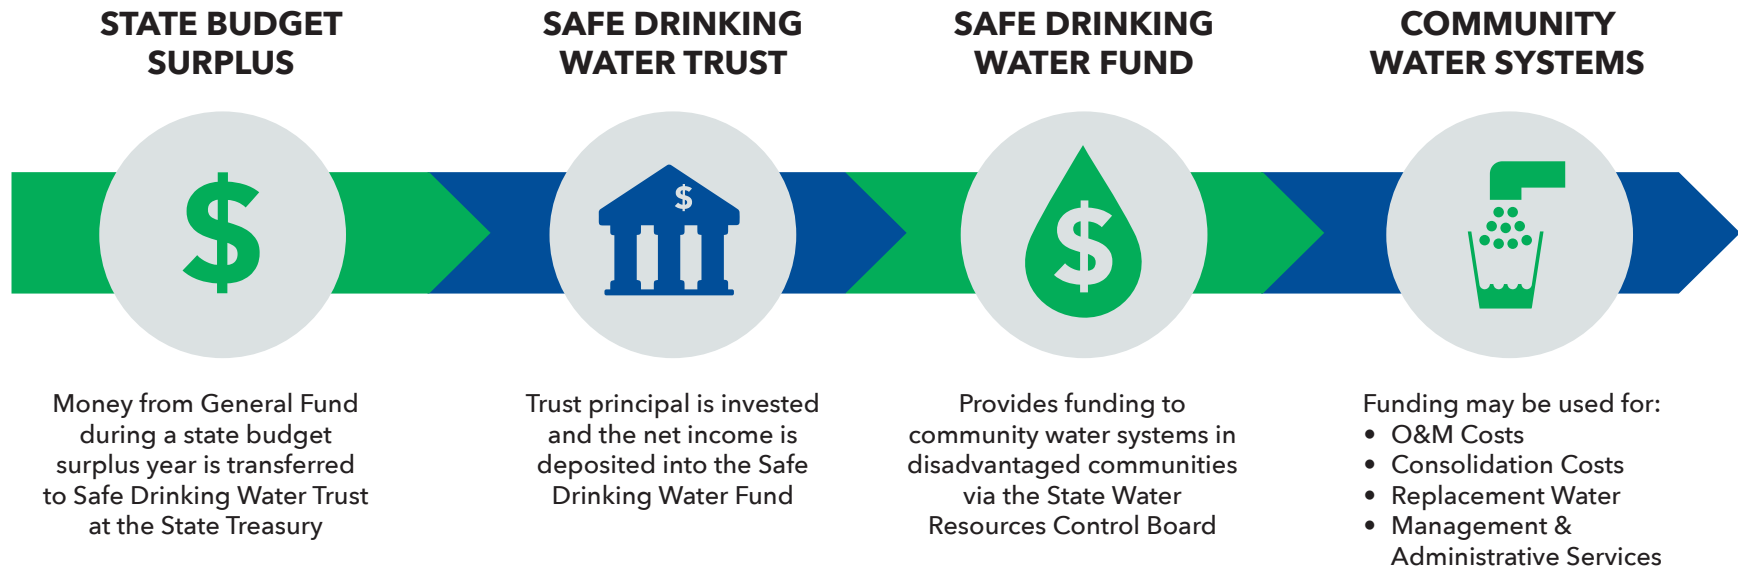 STATE BUDGET
SURPLUS
$
Money from General Fund
during a state budget
surplus year is transferred
to Safe Drinking Water Trust
at the State Treasury
SAFE DRINKING
WATER TRUST
$
Trust principal is invested
and the net income is
deposited into the Safe
Drinking Water Fund
SAFE DRINKING
WATER FUND
$
Provides funding to
community water systems in
disadvantaged communities
via the State Water
Resources Control Board
COMMUNITY
WATER SYSTEMS
Funding may be used for:
• O&M Costs
• Consolidation Costs
• Replacement Water
• Management &
Administrative Services